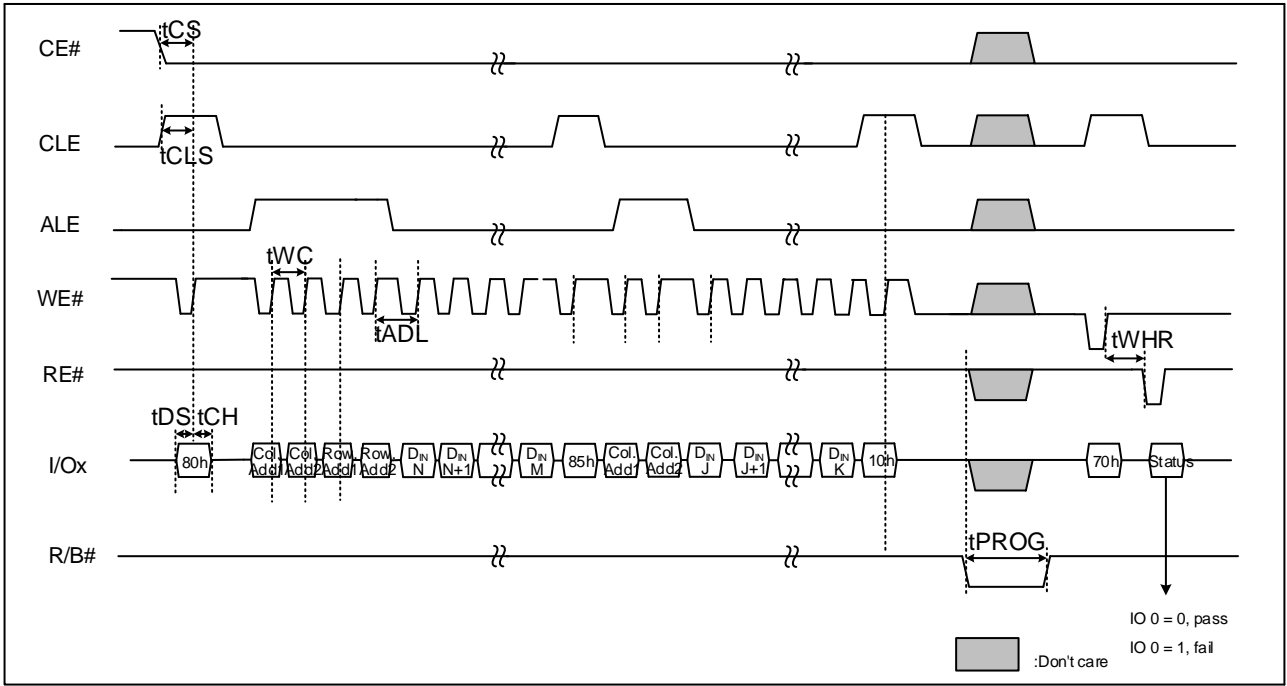 CE#
tCS
CLE
tCLS
ALE
WE#
tWC
tADL
tWHR
RE#
I/Ox
tDS
tCH
80h
Col.
Add1
Col.
Add2
Row.
Add1
Row.
Add2
DIN
N
DIN
N+1
DIN
M
85h
Col.
Add1
Col.
Add2
DIN
J
DIN
J+1
DIN
K
10h
70h
Status
R/B#
tPROG
IO 0 = 0, pass
IO 0 = 1, fail
:Don't care